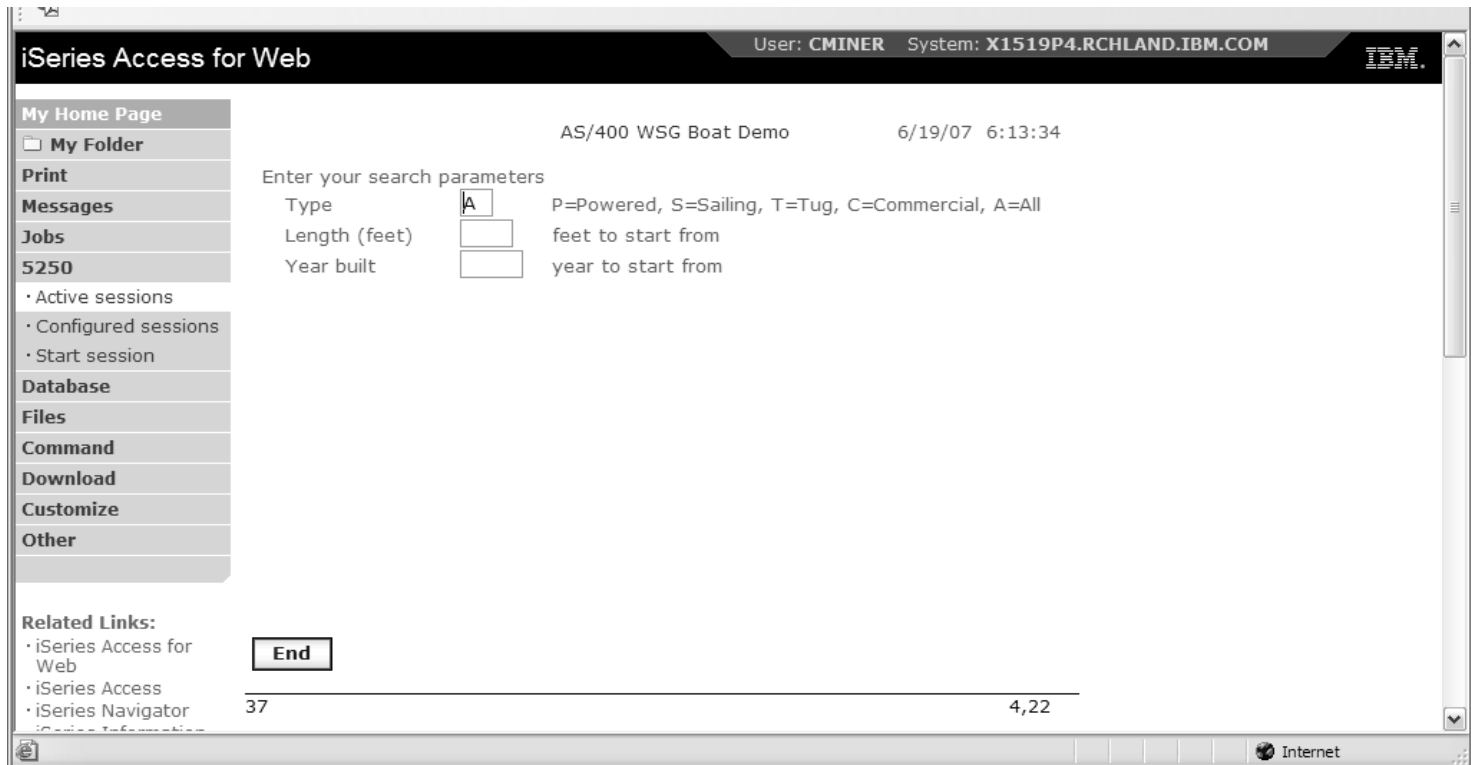 User: CMINER System: X1519P4.RCHLAND.IBM.COM
iSeries Access for Web
IBM.
My Home Page
My Folder
Print
Messages
Jobs
5250
· Active sessions
· Configured sessions
· Start session
Database
Files
Command
Download
Customize
Other
Related Links:
· iSeries Access for
Web
· iSeries Access
· iSeries Navigator
· iSeries Information
AS/400 WSG Boat Demo 6/19/07 6:13:34
Enter your search parameters
Type A P=Powered, S=Sailing, T=Tug, C=Commercial, A=All
Length (feet) feet to start from
Year built year to start from
End
37 4,22
Internet